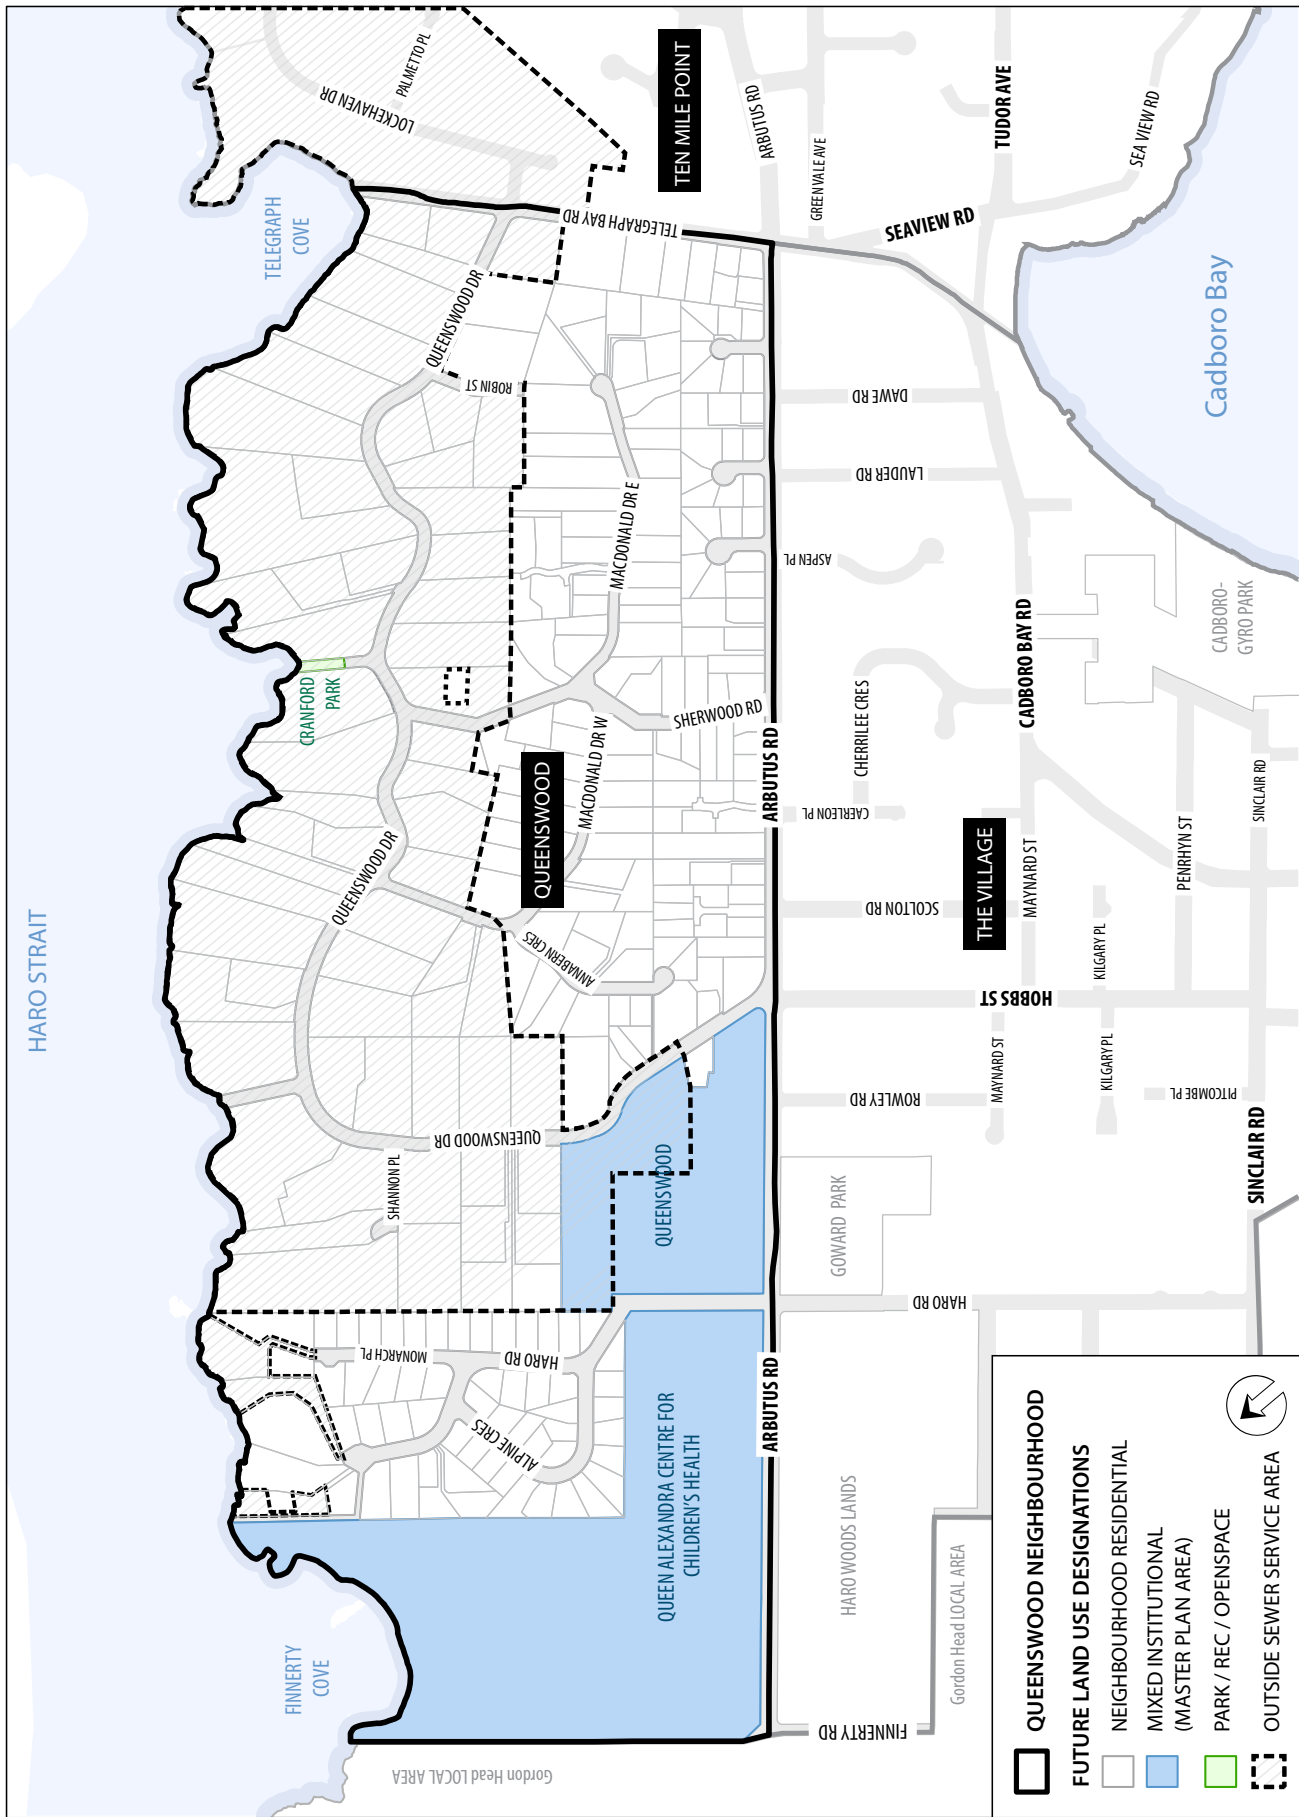 HARO STRAIT
FINNERTY
COVE
TELEGRAPH
COVE
CRANFORD
PARK
LOCKEHAVEN DR
PALMETTO PL
QUEENSWOOD DR
QUEENSWOOD DR
QUEENSWOOD DR
SHANNON PL
MONARCH PL
HARO RD
ALPINE CRES
ROBIN ST
TELEGRAPH BAY RD
MACDONALD DR E
MACDONALD DR W
SHERWOOD RD
ANNABERN CRES
QUEENSWOOD
QUEENSWOOD
QUEEN ALEXANDRA CENTRE FOR
CHILDREN'S HEALTH
TEN MILE POINT
ARBUTUS RD
ARBUTUS RD
ARBUTUS RD
GREENVALE AVE
TUDOR AVE
SEA VIEW RD
SEAVIEW RD
DAWE RD
LAUDER RD
ASPEN PL
CHERRILEE CRES
CAERLEON PL
SCOLTON RD
THE VILLAGE
HOBBS ST
ROWLEY RD
MAYNARD ST
MAYNARD ST
KILGARY PL
KILGARY PL
PITCOMBE PL
PENRHYN ST
SINCLAIR RD
SINCLAIR RD
CADBORO BAY RD
CADBORO-
GYRO PARK
Cadboro Bay
GOWARD PARK
HARO RD
HARO WOODS LANDS
Gordon Head LOCAL AREA
Gordon Head LOCAL AREA
FINNERTY RD
QUEENSWOOD NEIGHBOURHOOD
FUTURE LAND USE DESIGNATIONS
NEIGHBOURHOOD RESIDENTIAL
MIXED INSTITUTIONAL
(MASTER PLAN AREA)
PARK / REC / OPENSPACE
OUTSIDE SEWER SERVICE AREA